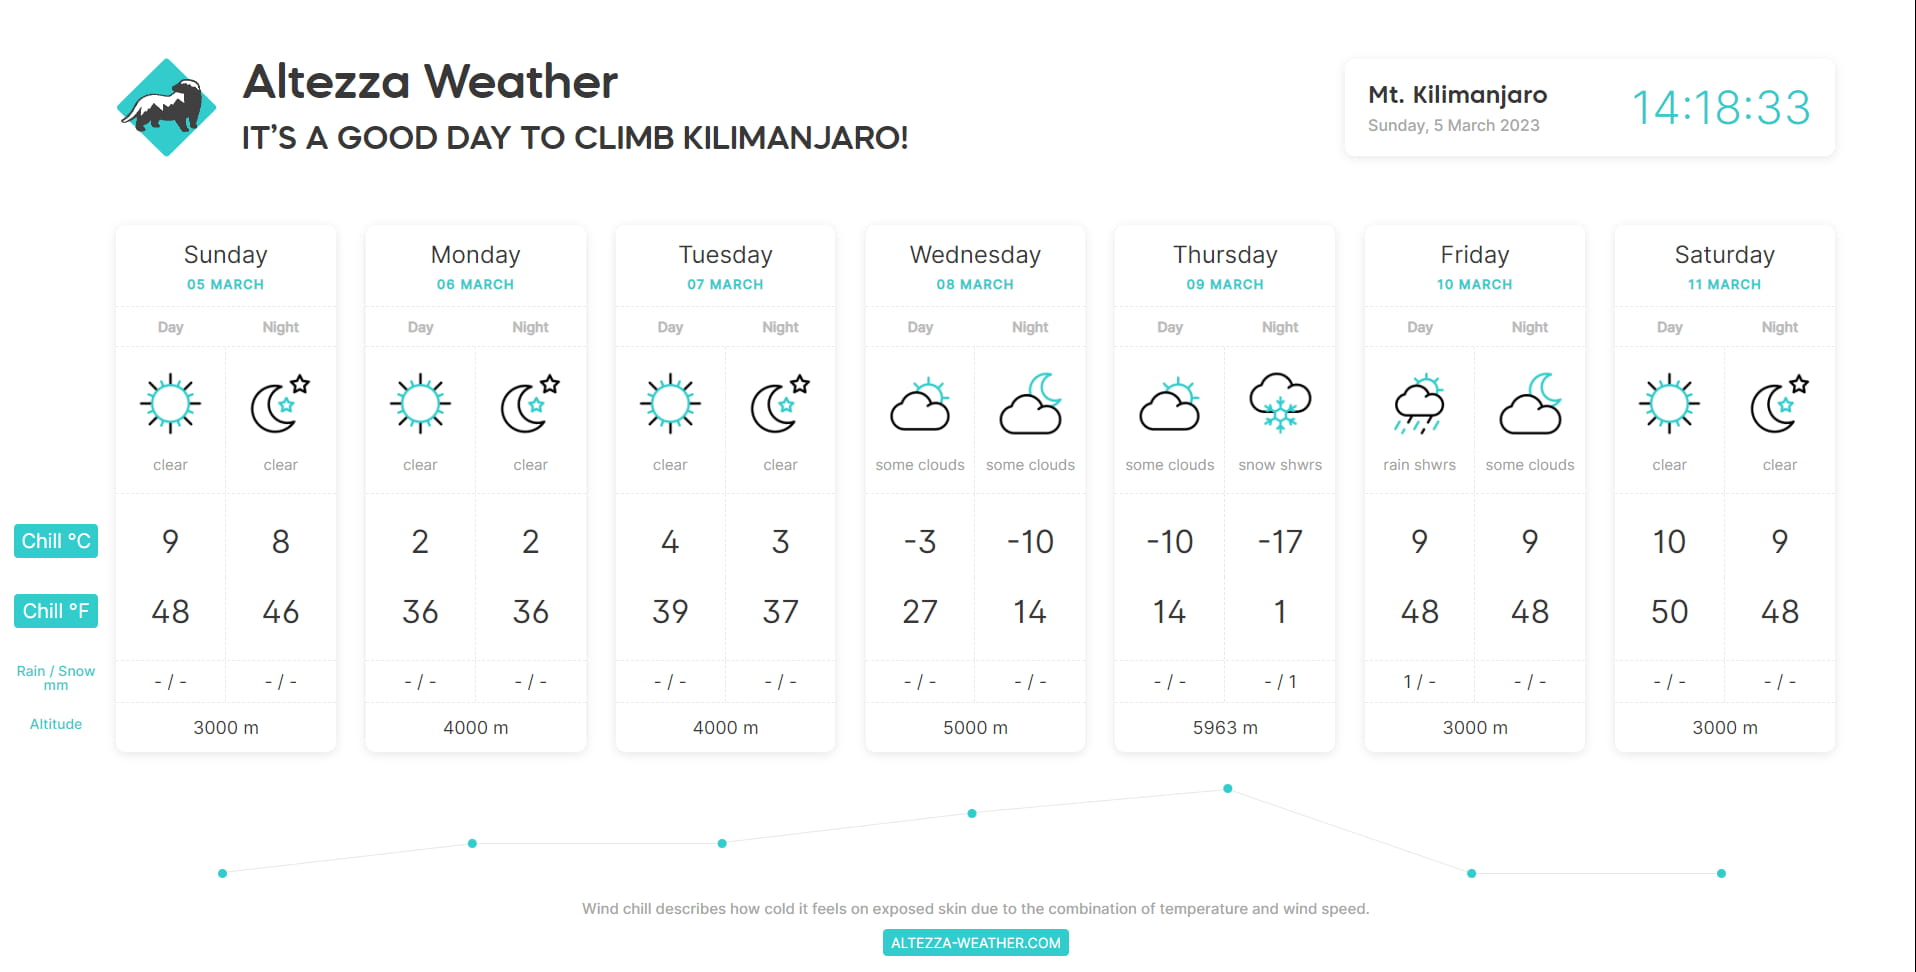 Altezza Weather
IT’S A GOOD DAY TO CLIMB KILIMANJARO!
Mt. Kilimanjaro
Sunday, 5 March 2023
14:18:33
Sunday Monday Tuesday Wednesday Thursday Friday Saturday
05 MARCH 06 MARCH 07 MARCH 08 MARCH 09 MARCH 10 MARCH 11 MARCH
Day Night Day Night Day Night Day Night Day Night Day Night Day Night
clear clear clear clear clear clear some clouds some clouds some clouds snow shwrs rain shwrs some clouds clear clear
Chill °C 9 8 2 2 4 3 -3 -10 -10 -17 9 9 10 9
Chill °F 48 46 36 36 39 37 27 14 14 1 48 48 50 48
Rain / Snow
mm
- / - - / - - / - - / - - / - - / - - / - - / - - / - - / 1 1 / - - / - - / - - / -
Altitude 3000 m 4000 m 4000 m 5000 m 5963 m 3000 m 3000 m
Wind chill describes how cold it feels on exposed skin due to the combination of temperature and wind speed.
ALTEZZA-WEATHER.COM